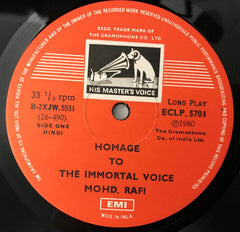 REGD. TRADE MARK OF
THE GRAMOPHONE CO. LTD.
HIS MASTER'S VOICE
33 1/3 rpm
B-2XJW.5531
(26-490)
SIDE ONE
HINDI
LONG PLAY
ECLP. 5701
℗1980
The Gramophone
Co. of India Ltd.
HOMAGE
TO
THE IMMORTAL VOICE
MOHD. RAFI
EMI
MADE IN INDIA